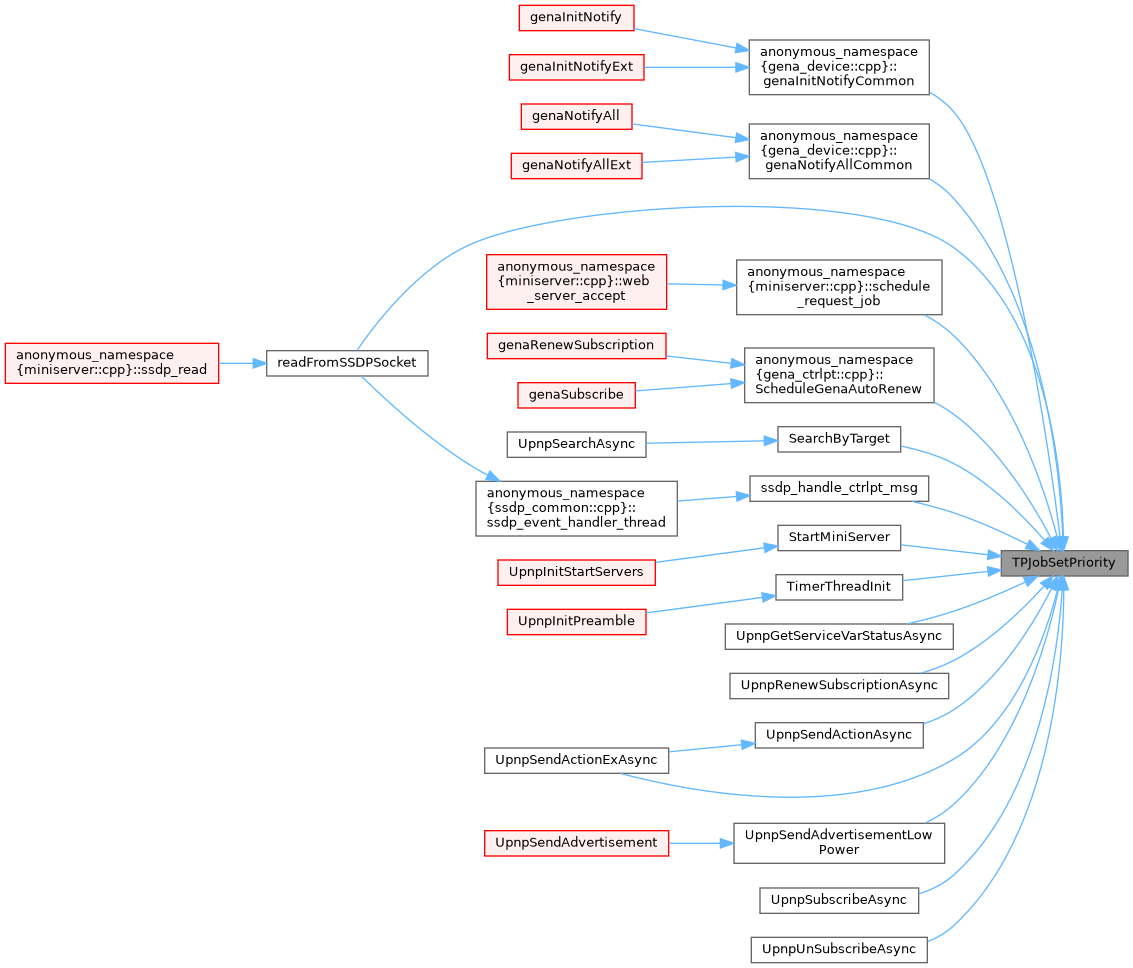 genaInitNotify
anonymous_namespace
{gena_device::cpp}::
genaInitNotifyCommon
genaInitNotifyExt
genaNotifyAll
anonymous_namespace
{gena_device::cpp}::
genaNotifyAllCommon
genaNotifyAllExt
anonymous_namespace
{miniserver::cpp}::web
_server_accept
anonymous_namespace
{miniserver::cpp}::schedule
_request_job
anonymous_namespace
{miniserver::cpp}::ssdp_read
readFromSSDPSocket
genaRenewSubscription
anonymous_namespace
{gena_ctrlpt::cpp}::
ScheduleGenaAutoRenew
genaSubscribe
UpnpSearchAsync
SearchByTarget
anonymous_namespace
{ssdp_common::cpp}::
ssdp_event_handler_thread
ssdp_handle_ctrlpt_msg
StartMiniServer
UpnpInitStartServers
TPJobSetPriority
TimerThreadInit
UpnpInitPreamble
UpnpGetServiceVarStatusAsync
UpnpRenewSubscriptionAsync
UpnpSendActionAsync
UpnpSendActionExAsync
UpnpSendAdvertisement
UpnpSendAdvertisementLow
Power
UpnpSubscribeAsync
UpnpUnSubscribeAsync